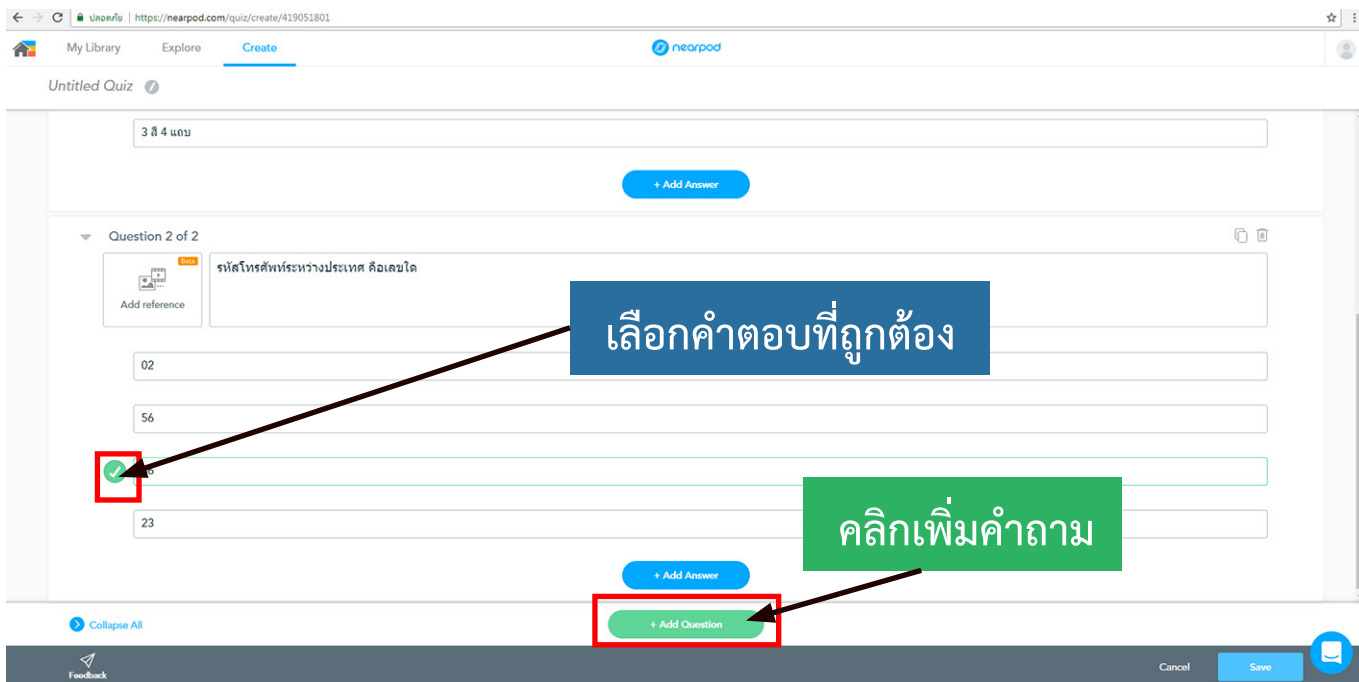 ปลอดภัย | https://nearpod.com/quiz/create/419051801
My Library Explore Create nearpod
Untitled Quiz
3 สี 4 แถบ
+ Add Answer
Question 2 of 2
Beta
Add reference
รหัสโทรศัพท์ระหว่างประเทศ คือเลขใด
เลือกคำตอบที่ถูกต้อง
02
56
23
คลิกเพิ่มคำถาม
+ Add Answer
Collapse All
+ Add Question
Feedback
Cancel Save